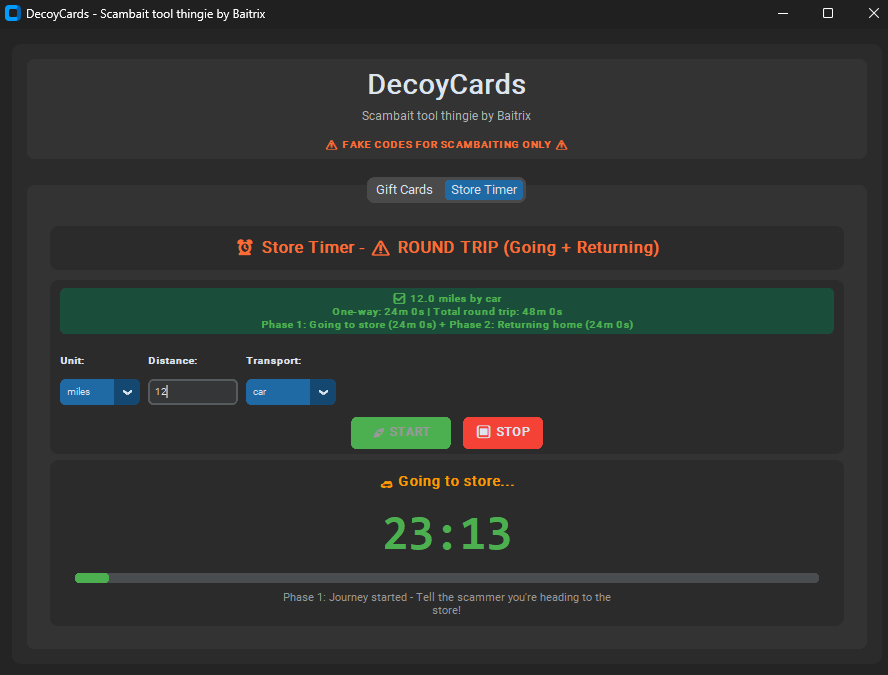 DecoyCards - Scambait tool thingie by Baitrix
DecoyCards
Scambait tool thingie by Baitrix
⚠ FAKE CODES FOR SCAMBAITING ONLY ⚠
Gift Cards
Store Timer
⏰ Store Timer - ⚠ ROUND TRIP (Going + Returning)
☑ 12.0 miles by car
One-way: 24m 0s | Total round trip: 48m 0s
Phase 1: Going to store (24m 0s) + Phase 2: Returning home (24m 0s)
Unit: Distance: Transport:
miles 12 car
START STOP
Going to store...
23:13
Phase 1: Journey started - Tell the scammer you're heading to the
store!